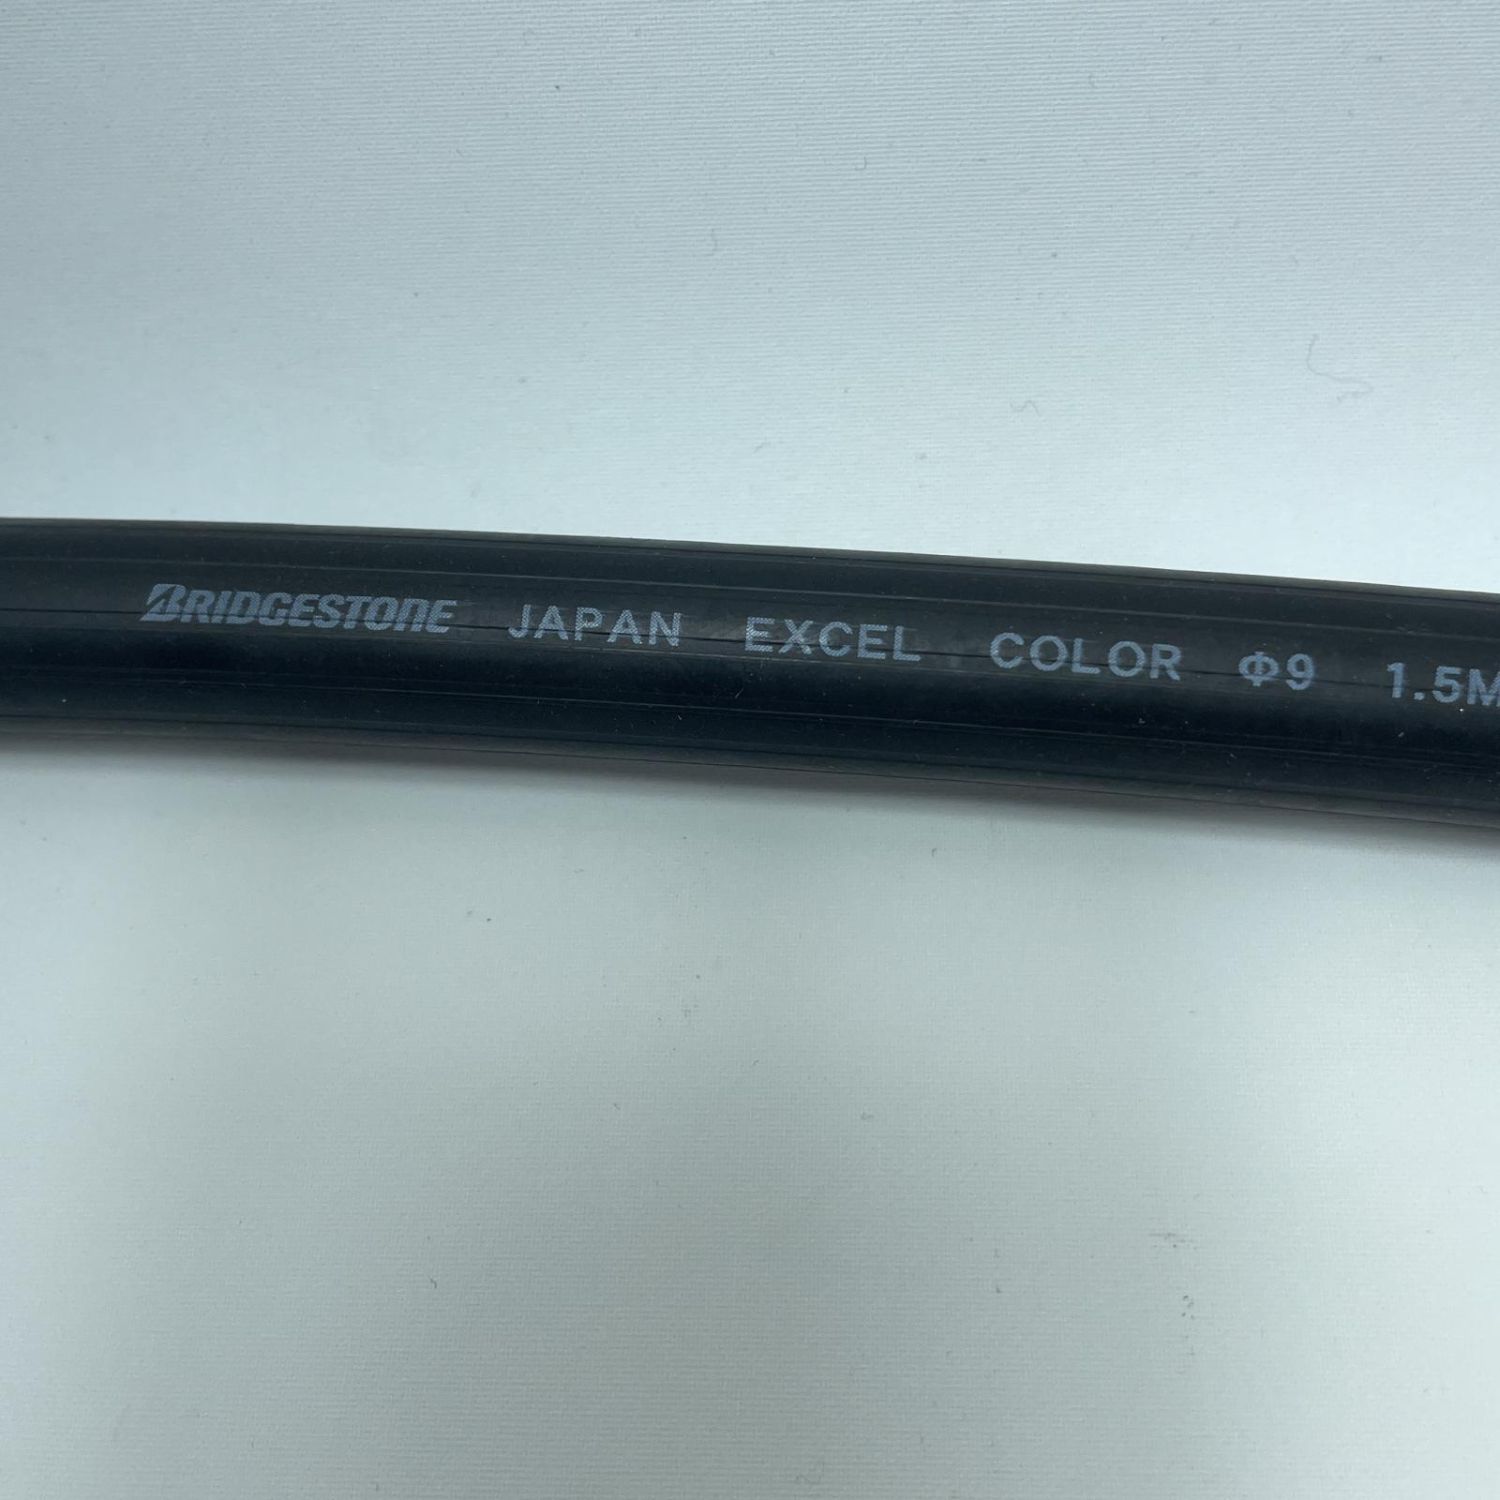 BRIDGESTONE JAPAN EXCEL COLOR Φ9 1.5M